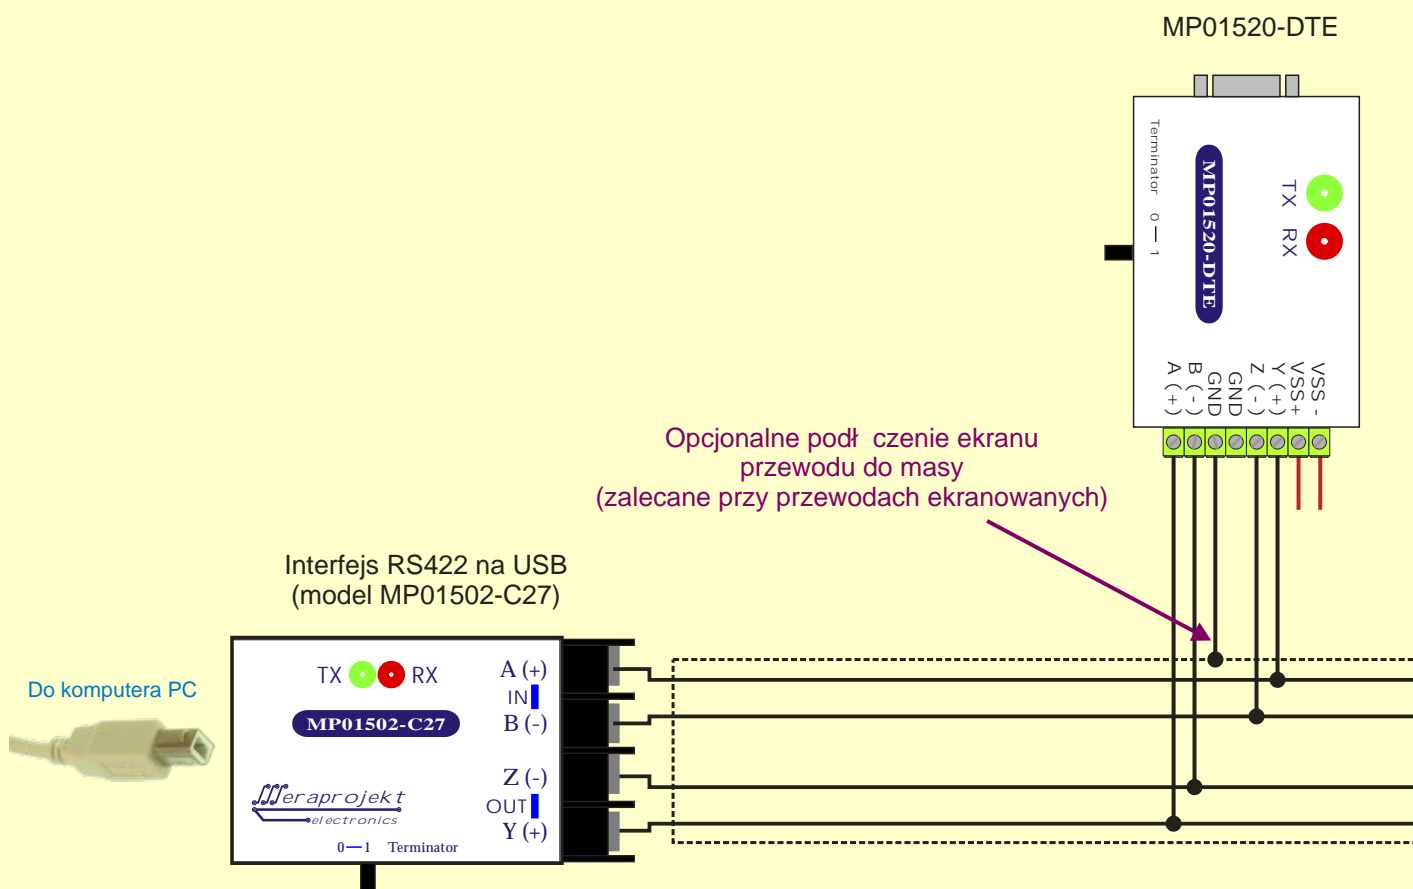 MP01520-DTE
Terminator 0 — 1
MP01520-DTE
TX RX
A (+)
B (-)
GND
GND
Z (-)
Y (+)
VSS+
VSS -
Opcjonalne podł czenie ekranu
przewodu do masy
(zalecane przy przewodach ekranowanych)
Interfejs RS422 na USB
(model MP01502-C27)
Do komputera PC
TX RX
MP01502-C27
A (+)
IN
B (-)
Z (-)
OUT
Y (+)
Meraprojekt
electronics
0—1 Terminator